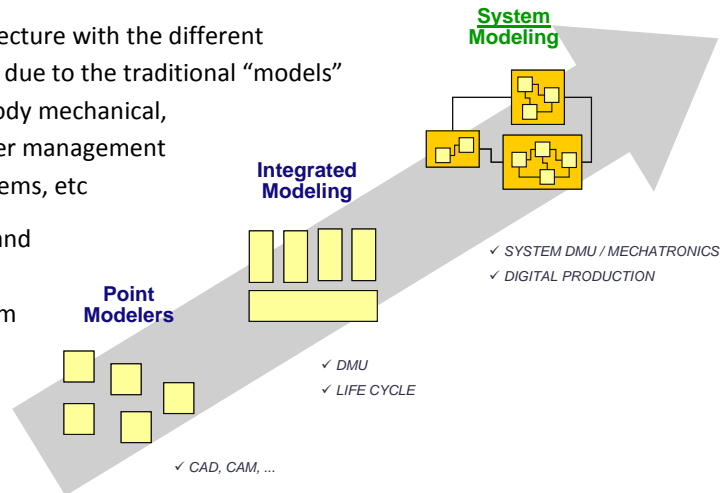 ecture with the different
due to the traditional “models”
ody mechanical,
er management
ems, etc
and
m
System
Modeling
Integrated
Modeling
Point
Modelers
✓ SYSTEM DMU / MECHATRONICS
✓ DIGITAL PRODUCTION
✓ DMU
✓ LIFE CYCLE
✓ CAD, CAM, ...